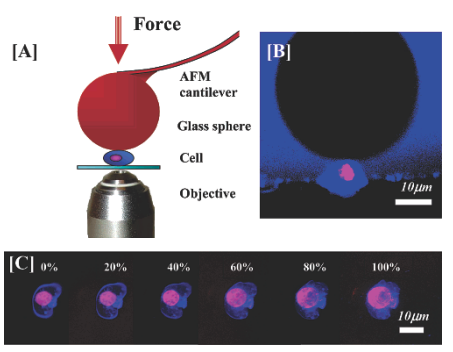 [A]
Force
AFM
cantilever
Glass sphere
Cell
Objective
[B]
10μm
[C]
0% 20% 40% 60% 80% 100%
10μm